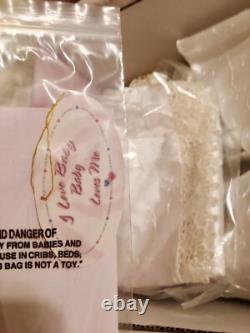 I Love Baby,
Baby
Loves Me
ID DANGER OF
Y FROM BABIES AND
USE IN CRIBS, BEDS,
S BAG IS NOT A TOY."